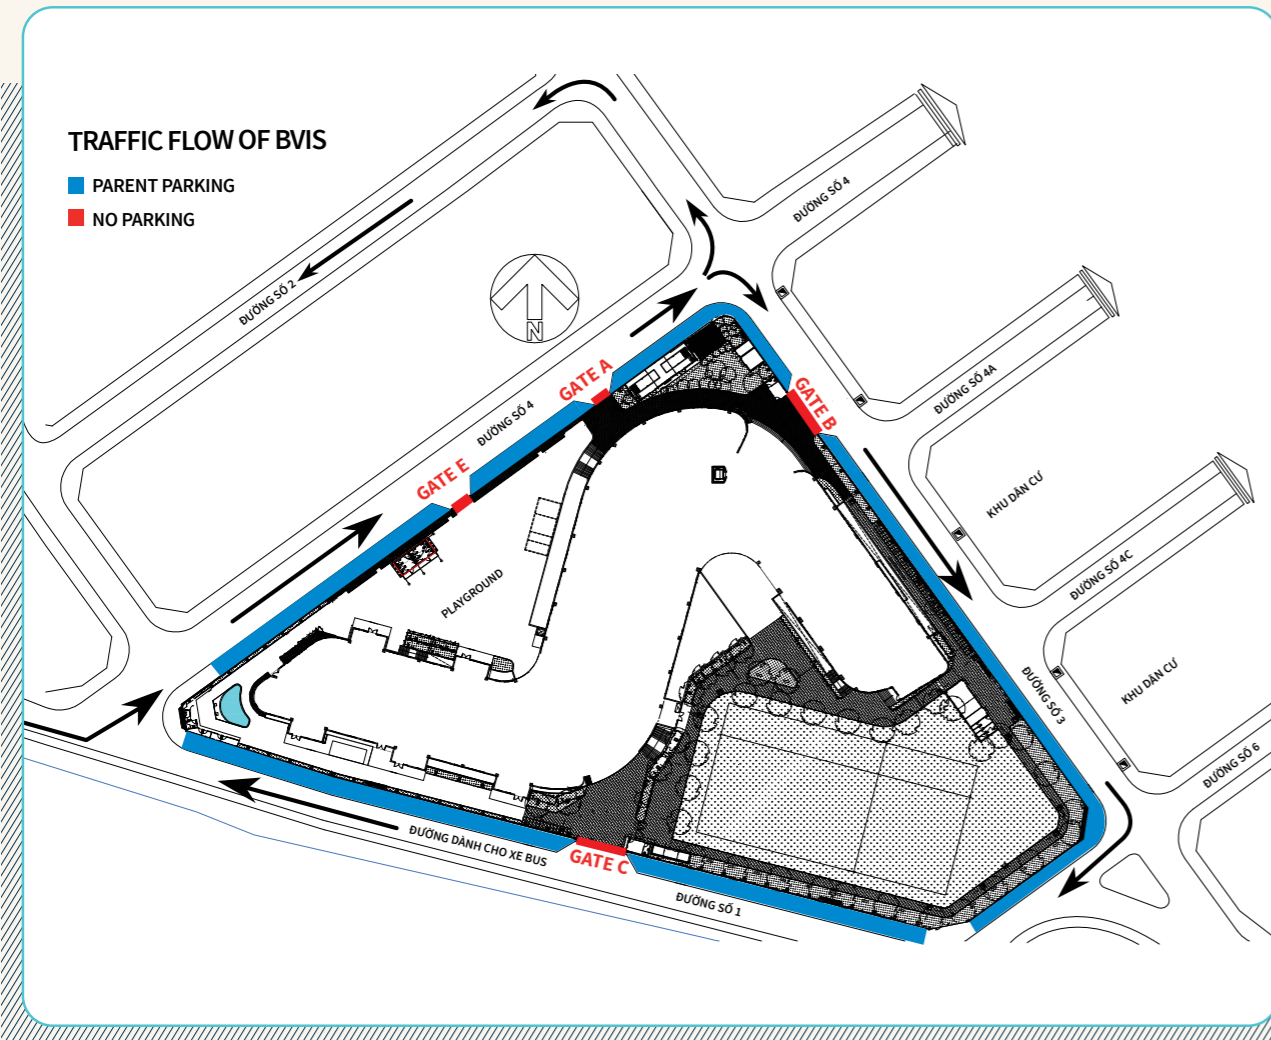 TRAFFIC FLOW OF BVIS
PARENT PARKING
NO PARKING
ĐƯỜNG SỐ 4
ĐƯỜNG SỐ 2
N
GATE A
GATE B
ĐƯỜNG SỐ 4
ĐƯỜNG SỐ 4A
GATE E
KHU DÂN CƯ
PLAYGROUND
ĐƯỜNG SỐ 4C
KHU DÂN CƯ
ĐƯỜNG SỐ 3
ĐƯỜNG SỐ 6
ĐƯỜNG DÀNH CHO XE BUS
GATE C
ĐƯỜNG SỐ 1